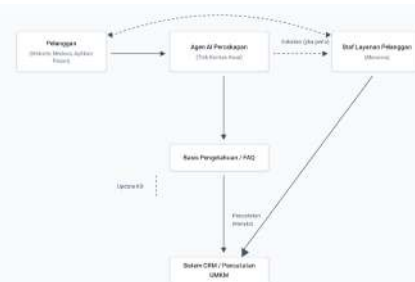 Pelanggan
(Website, Medsos, Aplikasi
Pesan)
Agen AI Percakapan
(Titik Kontak Awal)
Eskalasi (jika perlu)
Staf Layanan Pelanggan
(Manusia)
Basis Pengetahuan / FAQ
Update KB
Pencatatan
Sistem CRM / Pencatatan
UMKM